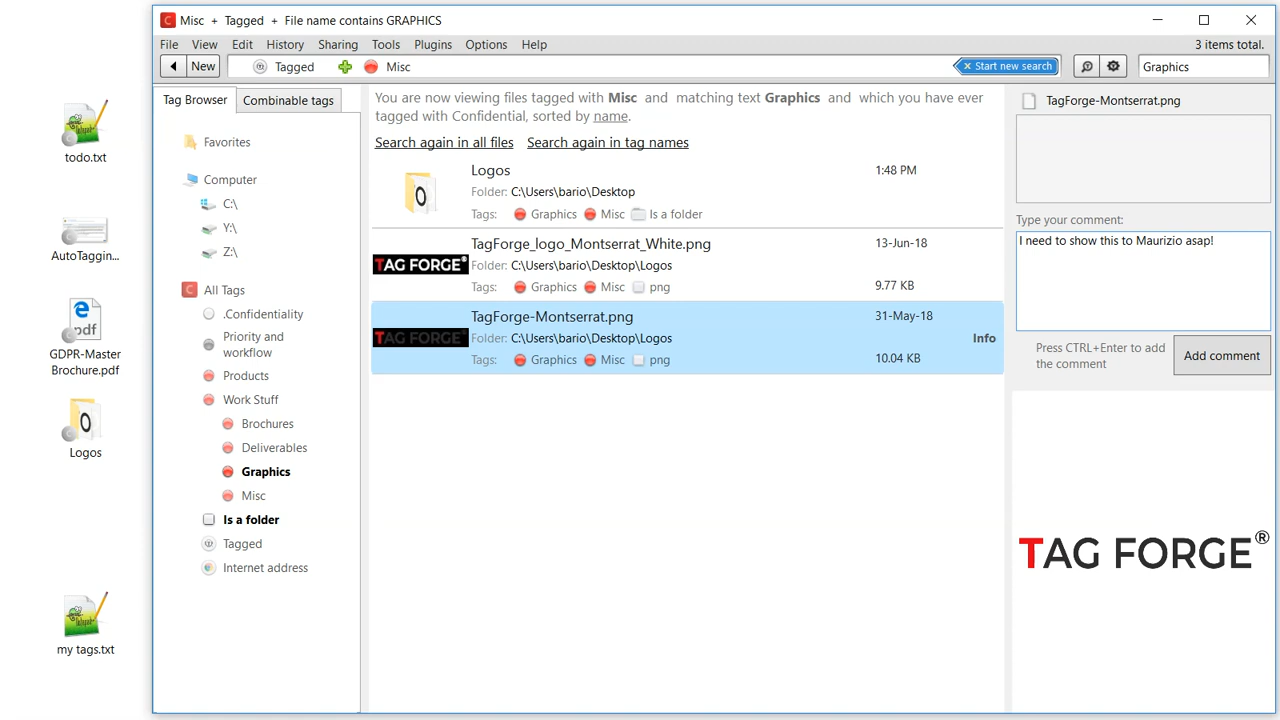 Misc + Tagged + File name contains GRAPHICS
File View Edit History Sharing Tools Plugins Options Help
3 items total.
New
Tagged
Misc
Start new search
Graphics
todo.txt
AutoTaggin...
pdf
GDPR-Master
Brochure.pdf
Logos
my tags.txt
Tag Browser
Combinable tags
Favorites
Computer
C:\
Y:\
Z:\
All Tags
.Confidentiality
Priority and
workflow
Products
Work Stuff
Brochures
Deliverables
Graphics
Misc
Is a folder
Tagged
Internet address
You are now viewing files tagged with Misc and matching text Graphics and which you have ever
tagged with Confidential, sorted by name.
Search again in all files Search again in tag names
Logos
1:48 PM
Folder: C:\Users\bario\Desktop
Tags: Graphics Misc Is a folder
TagForge_logo_Montserrat_White.png
13-Jun-18
TAG FORGE®
Folder: C:\Users\bario\Desktop\Logos
Tags: Graphics Misc png
9.77 KB
TagForge-Montserrat.png
31-May-18
TAG FORGE®
Folder: C:\Users\bario\Desktop\Logos
Info
Tags: Graphics Misc png
10.04 KB
TagForge-Montserrat.png
Type your comment:
I need to show this to Maurizio asap!
Press CTRL+Enter to add
the comment
Add comment
TAG FORGE®